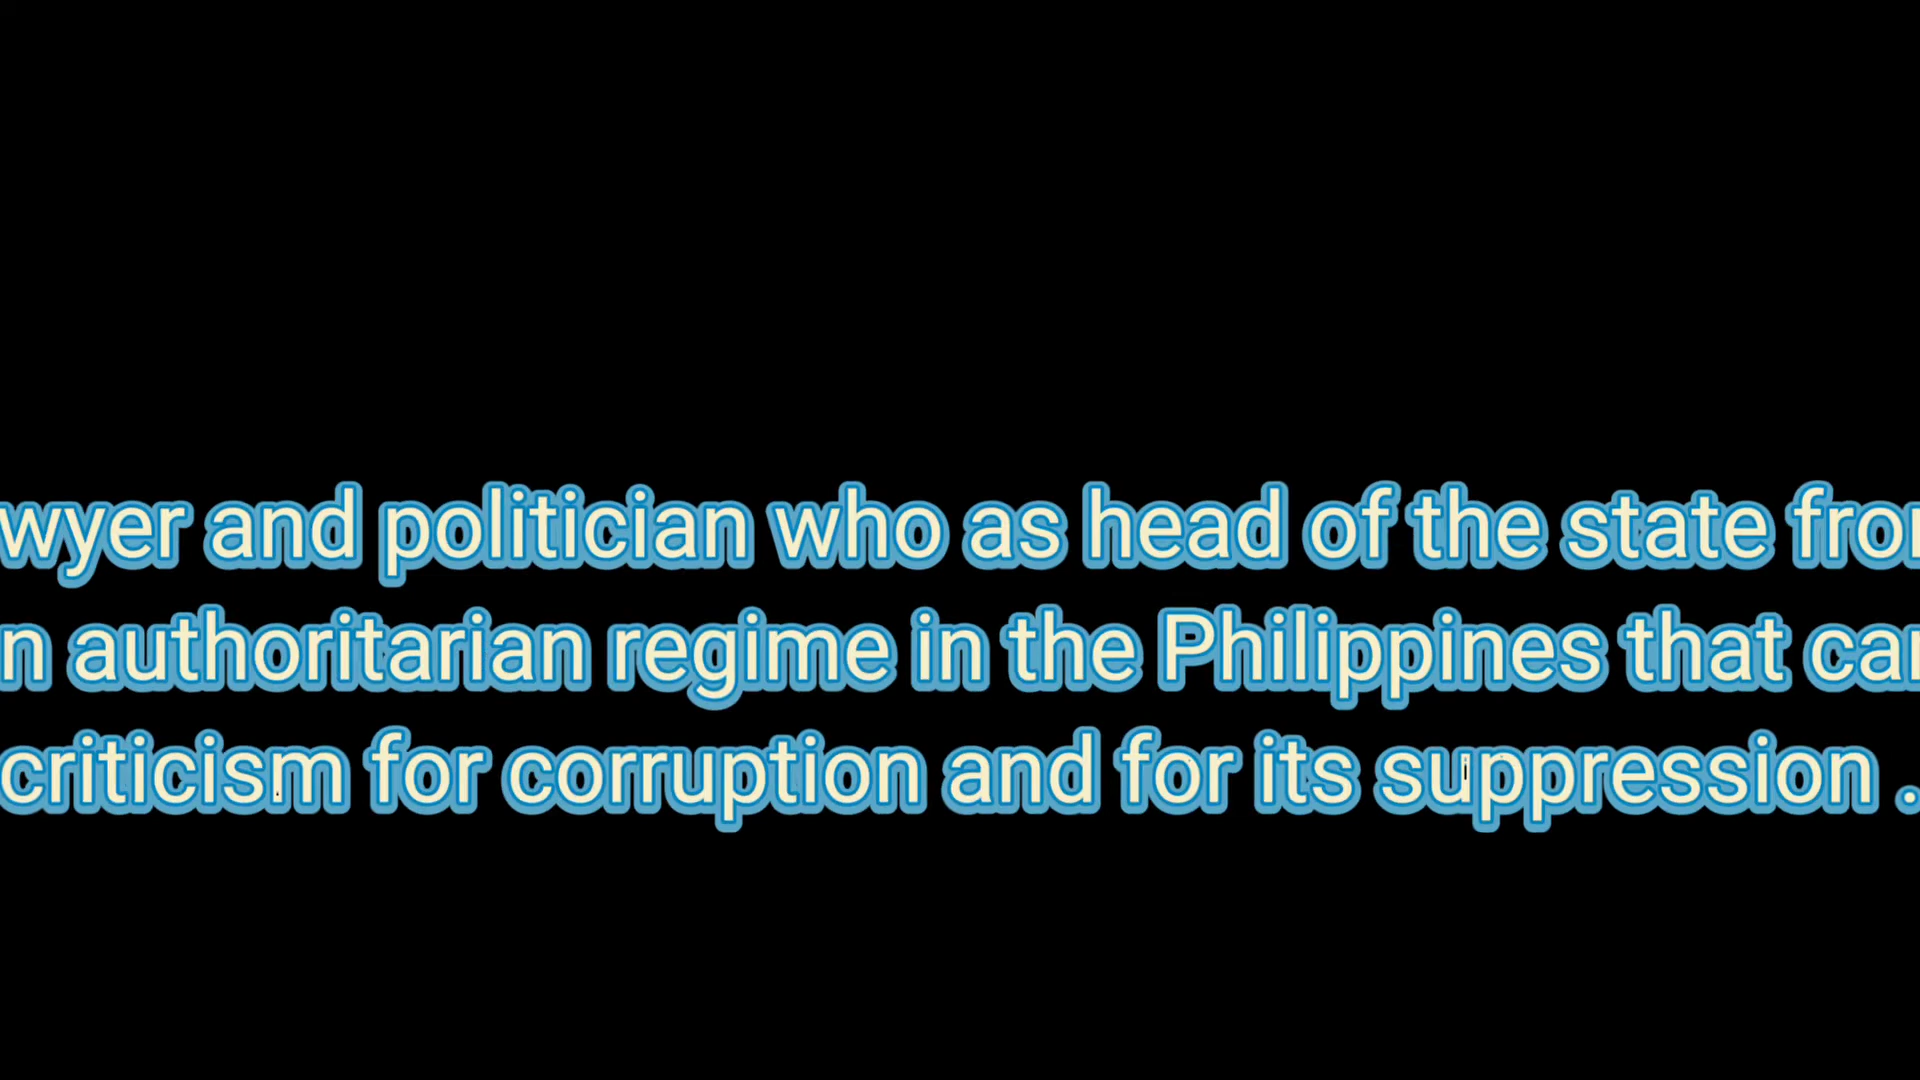 wyer and politician who as head of the state fro
n authoritarian regime in the Philippines that ca
criticism for corruption and for its suppression .